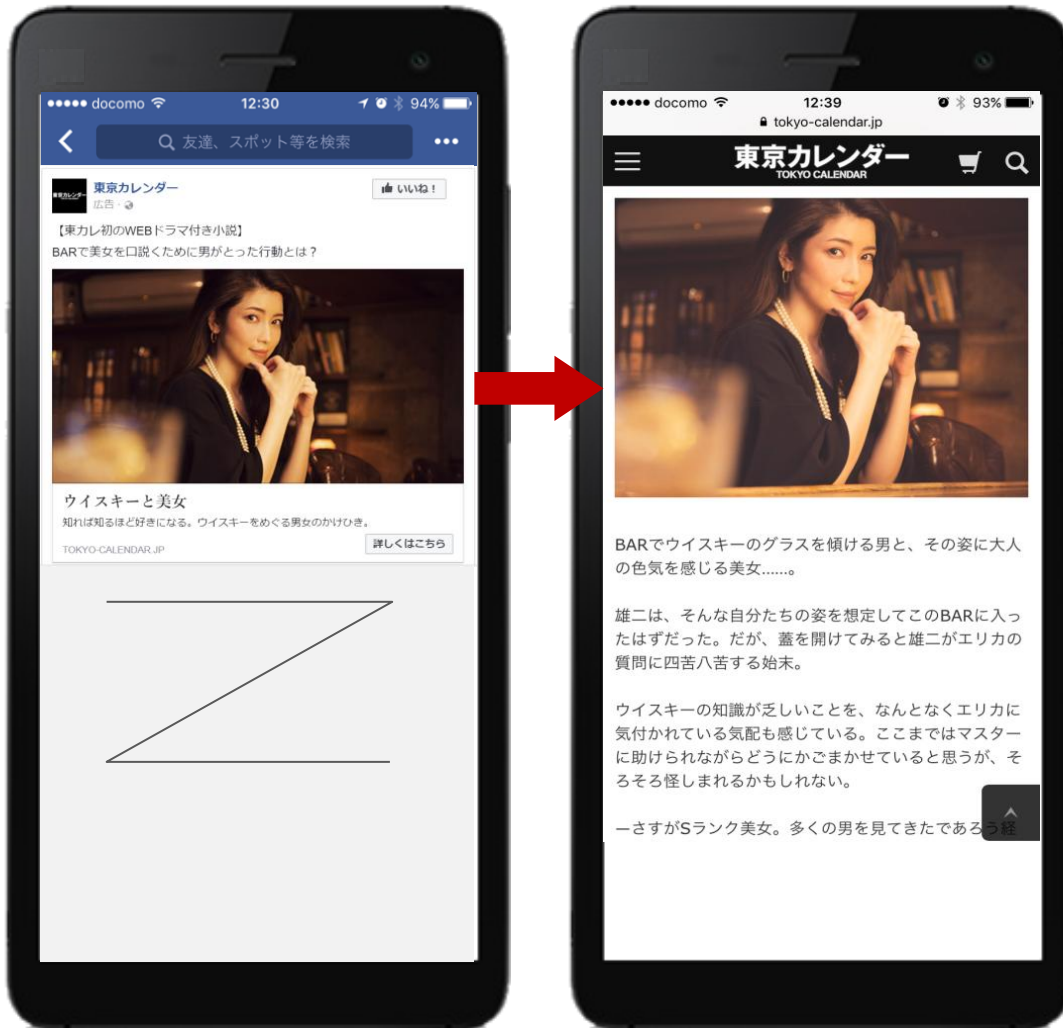 docomo 12:30 94%
友達、スポット等を検索
東京カレンダー
東京カレンダー いいね！
広告・
【東カレ初のWEBドラマ付き小説】
BARで美女を口説くために男がとった行動とは？
ウイスキーと美女
知れば知るほど好きになる。ウイスキーをめぐる男女のかけひき。
TOKYO-CALENDAR.JP 詳しくはこちら
docomo 12:39 93%
tokyo-calendar.jp
東京カレンダー
TOKYO CALENDAR
BARでウイスキーのグラスを傾ける男と、その姿に大人
の色気を感じる美女......。
雄二は、そんな自分たちの姿を想定してこのBARに入っ
たはずだった。だが、蓋を開けてみると雄二がエリカの
質問に四苦八苦する始末。
ウイスキーの知識が乏しいことを、なんとなくエリカに
気付かれている気配も感じている。ここまではマスター
に助けられながらどうにかごまかせていると思うが、そ
ろそろ怪しまれるかもしれない。
ーさすがSランク美女。多くの男を見てきたであろう経